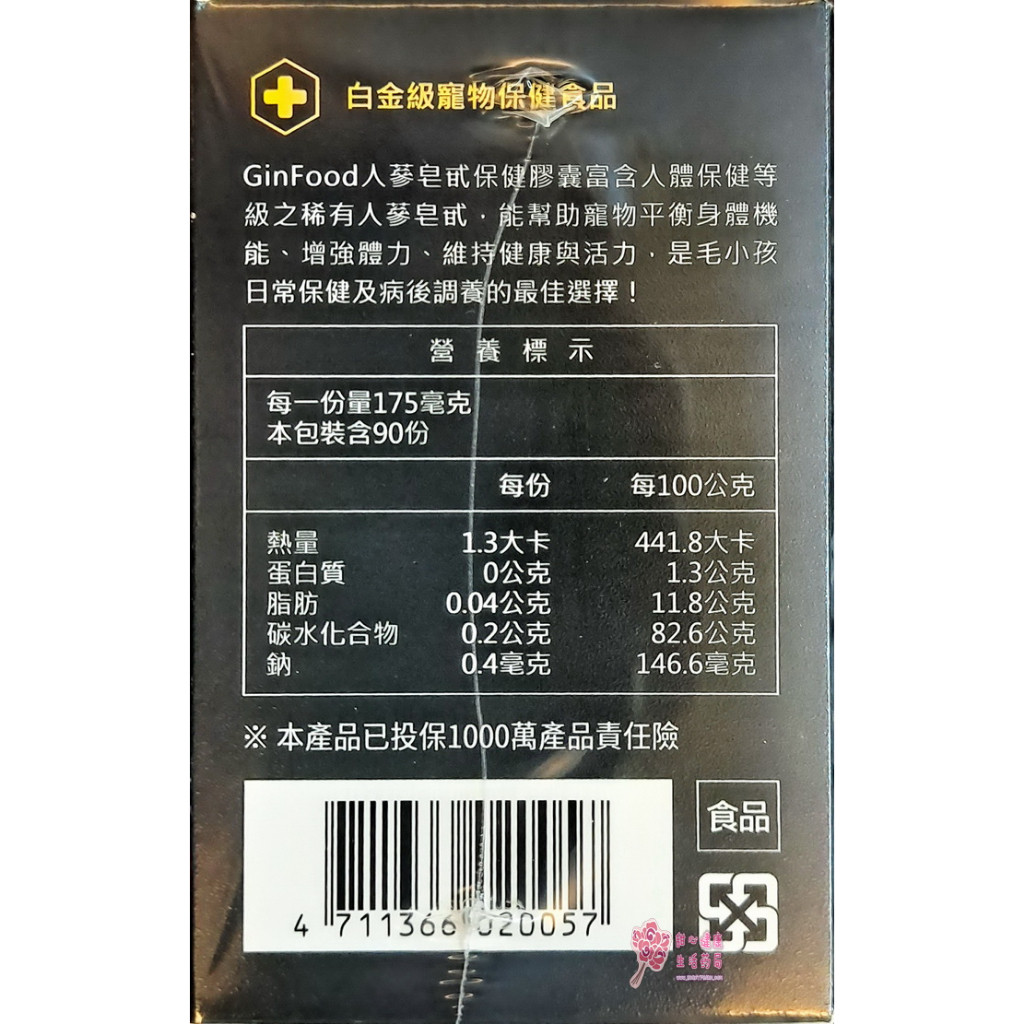 白金級寵物保健食品
GinFood人蔘皂甙保健膠囊富含人體保健等
級之稀有人蔘皂甙，能幫助寵物平衡身體機
能、增強體力、維持健康與活力，是毛小孩
日常保健及病後調養的最佳選擇！
營養標示
每一份量175毫克
本包裝含90份
每份 每100公克
熱量 1.3大卡 441.8大卡
蛋白質 0公克 1.3公克
脂肪 0.04公克 11.8公克
碳水化合物 0.2公克 82.6公克
鈉 0.4毫克 146.6毫克
※ 本產品已投保1000萬產品責任險
食品
4 711366 020057
甜心健康
生活药局